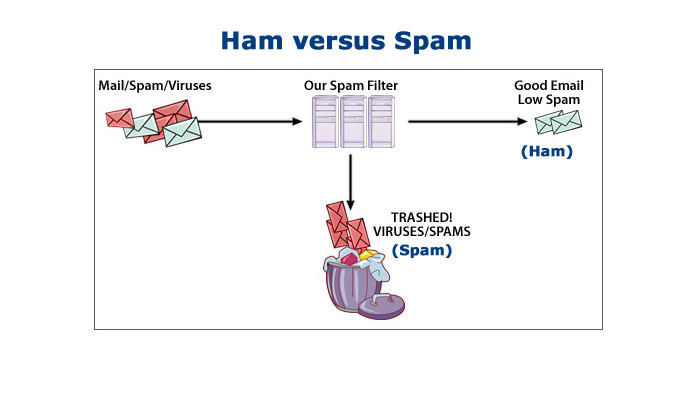 Ham versus Spam
Mail/Spam/Viruses
Our Spam Filter
Good Email
Low Spam
(Ham)
TRASHED!
VIRUSES/SPAMS
(Spam)